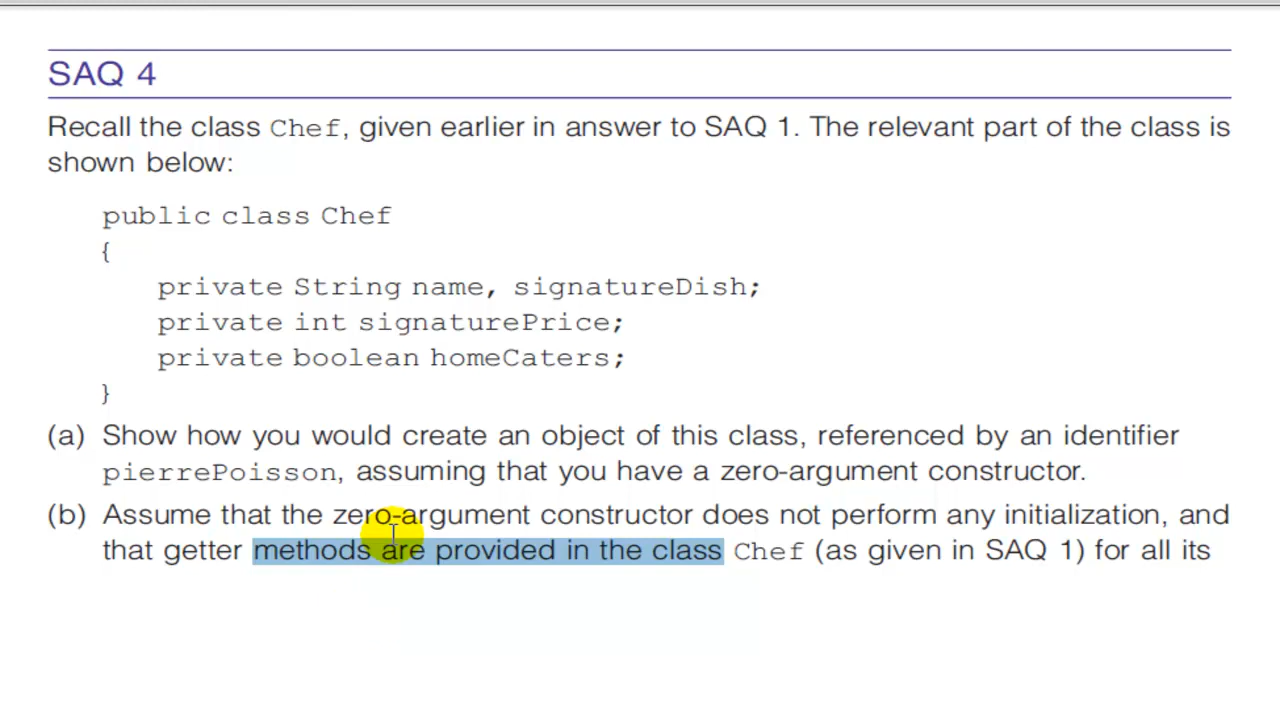 SAQ 4
Recall the class Chef, given earlier in answer to SAQ 1. The relevant part of the class is
shown below:
public class Chef
{
private String name, signatureDish;
private int signaturePrice;
private boolean homeCaters;
}
(a) Show how you would create an object of this class, referenced by an identifier
pierrePoisson, assuming that you have a zero-argument constructor.
(b) Assume that the zero-argument constructor does not perform any initialization, and
that getter methods are provided in the class Chef (as given in SAQ 1) for all its